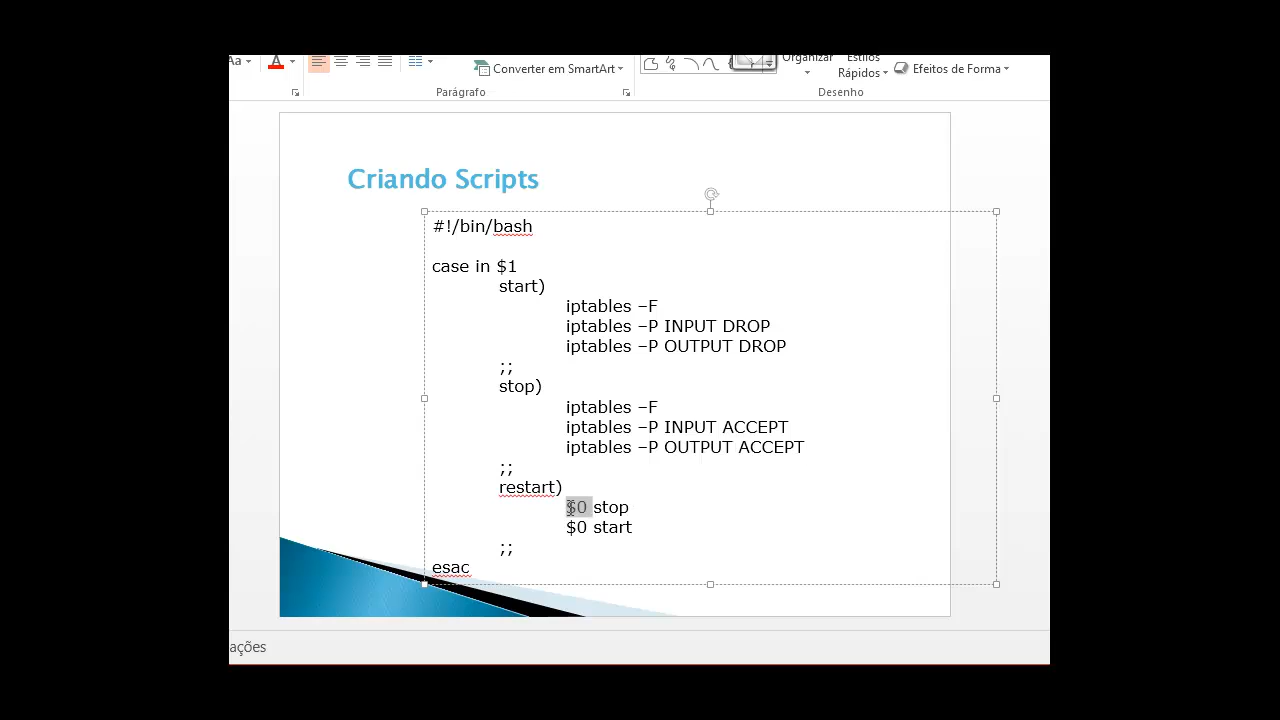 Aa
A
Converter em SmartArt
Organizar
Estilos
Rápidos
Efeitos de Forma
Parágrafo
Desenho
Criando Scripts
#!/bin/bash
case in $1
start)
iptables –F
iptables –P INPUT DROP
iptables –P OUTPUT DROP
;;
stop)
iptables –F
iptables –P INPUT ACCEPT
iptables –P OUTPUT ACCEPT
;;
restart)
$0 stop
$0 start
;;
esac
ações